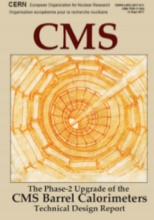 CERN European Organization for Nuclear Research
Organisation européenne pour la recherche nucléaire
CMS
The Phase-2 Upgrade of the
CMS Barrel Calorimeters
Technical Design Report